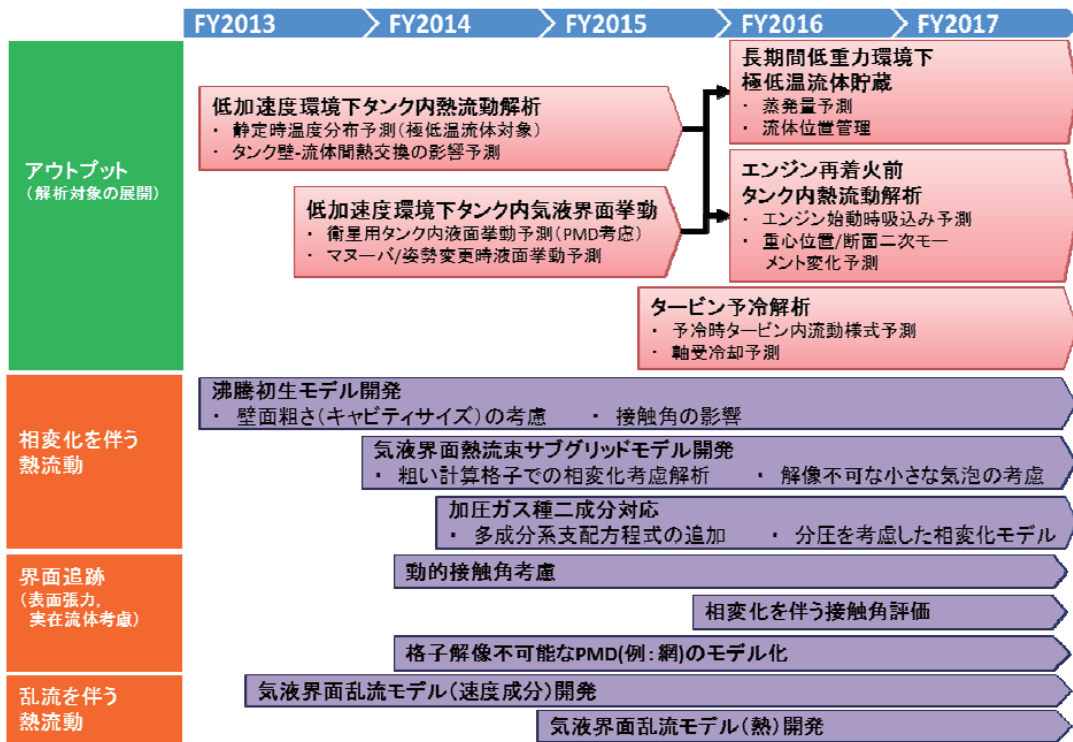 FY2013 FY2014 FY2015 FY2016 FY2017
アウトプット
(解析対象の展開)
低加速度環境下タンク内熱流動解析
・ 静定時温度分布予測(極低温流体対象)
・ タンク壁-流体間熱交換の影響予測
低加速度環境下タンク内気液界面挙動
・ 衛星用タンク内液面挙動予測(PMD考慮)
・ マヌーバ/姿勢変更時液面挙動予測
長期間低重力環境下
極低温流体貯蔵
・ 蒸発量予測
・ 流体位置管理
エンジン再着火前
タンク内熱流動解析
・ エンジン始動時吸込み予測
・ 重心位置/断面二次モー
メント変化予測
タービン予冷解析
・ 予冷時タービン内流動様式予測
・ 軸受冷却予測
相変化を伴う
熱流動
沸騰初生モデル開発
・ 壁面粗さ(キャビティサイズ)の考慮 ・ 接触角の影響
気液界面熱流束サブグリッドモデル開発
・ 粗い計算格子での相変化考慮解析 ・ 解像不可な小さな気泡の考慮
加圧ガス種二成分対応
・ 多成分系支配方程式の追加 ・ 分圧を考慮した相変化モデル
界面追跡
(表面張力,
実在流体考慮)
動的接触角考慮
相変化を伴う接触角評価
格子解像不可能なPMD(例:網)のモデル化
乱流を伴う
熱流動
気液界面乱流モデル(速度成分)開発
気液界面乱流モデル(熱)開発